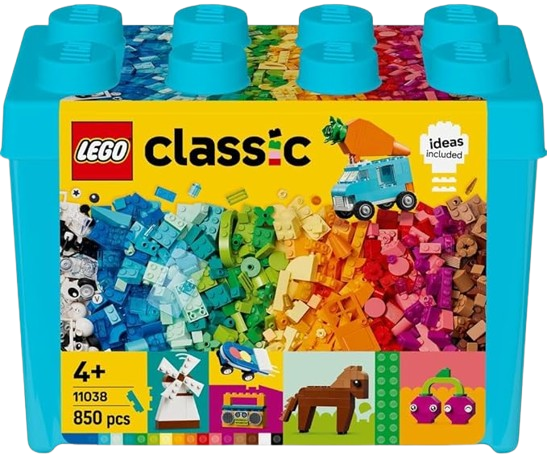 LEGO classic
ideas
included
4+
11038
850 pcs